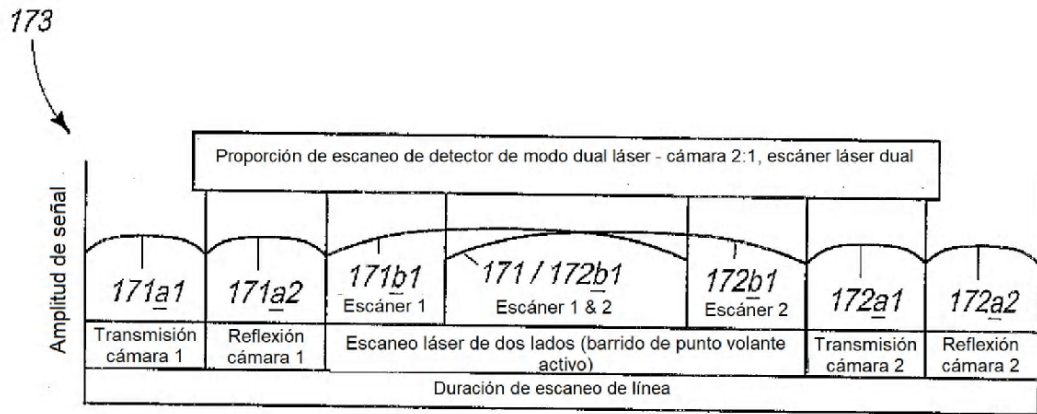 173
Proporción de escaneo de detector de modo dual láser - cámara 2:1, escáner láser dual
Amplitud de señal
171a1
171a2
171b1
Escáner 1
171 / 172b1
Escáner 1 & 2
172b1
Escáner 2
172a1
172a2
Transmisión
cámara 1
Reflexión
cámara 1
Escaneo láser de dos lados (barrido de punto volante
activo)
Transmisión
cámara 2
Reflexión
cámara 2
Duración de escaneo de línea